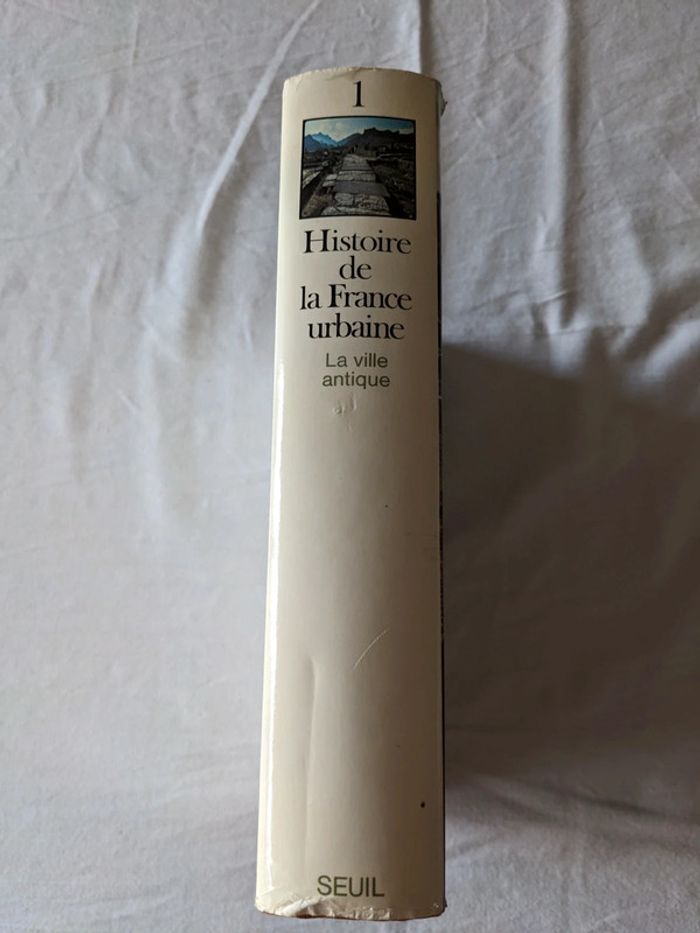 1
Histoire
de
la France
urbaine
La ville
antique
SEUIL